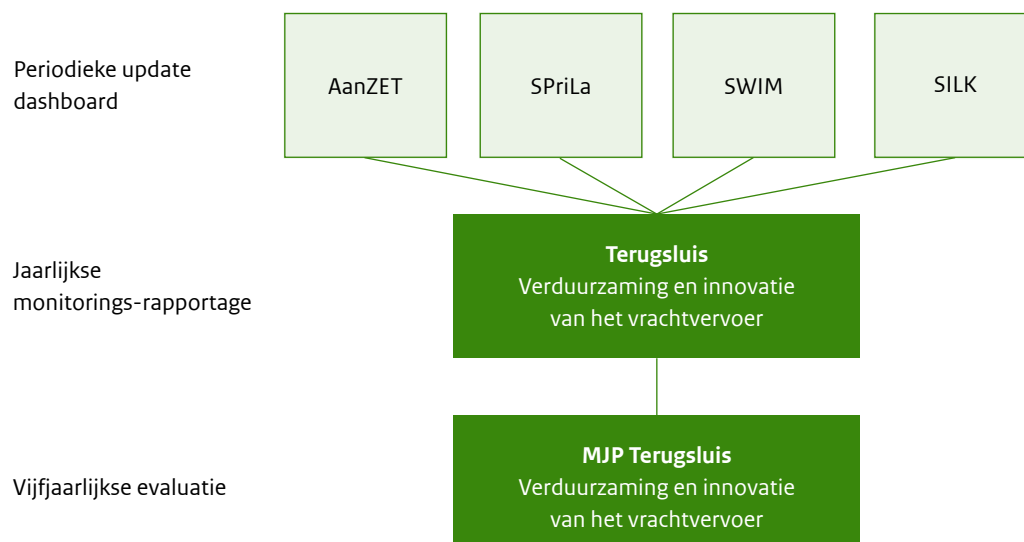 Periodieke update
dashboard
AanZET
SPriLa
SWIM
SILK
Jaarlijkse
monitorings-rapportage
Terugsluis
Verduurzaming en innovatie
van het vrachtvervoer
Vijfjaarlijkse evaluatie
MJP Terugsluis
Verduurzaming en innovatie
van het vrachtvervoer